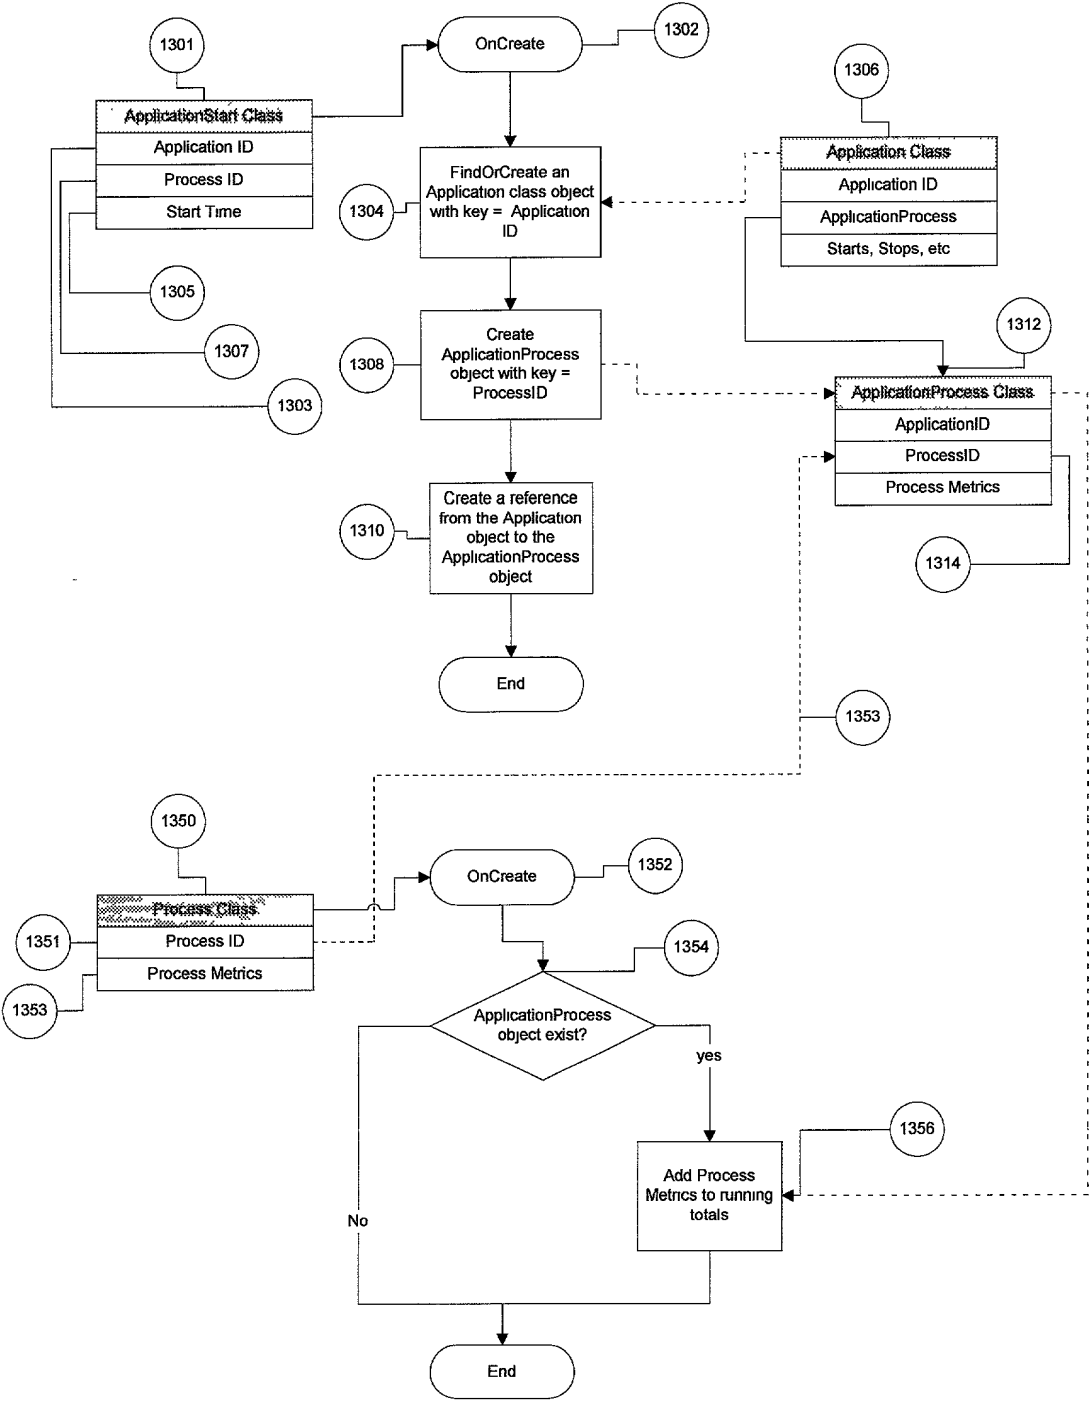 1301
OnCreate
1302
1306
ApplicationStart Class
Application ID
Process ID
Start Time
1304
FindOrCreate an
Application class object
with key = Application
ID
Application Class
Application ID
ApplicationProcess
Starts, Stops, etc
1305
1307
1303
1308
Create
ApplicationProcess
object with key =
ProcessID
1312
ApplicationProcess Class
ApplicationID
ProcessID
Process Metrics
1310
Create a reference
from the Application
object to the
ApplicationProcess
object
1314
End
1353
1350
OnCreate
1352
Process Class
Process ID
Process Metrics
1351
1353
1354
ApplicationProcess
object exist?
yes
1356
Add Process
Metrics to running
totals
No
End